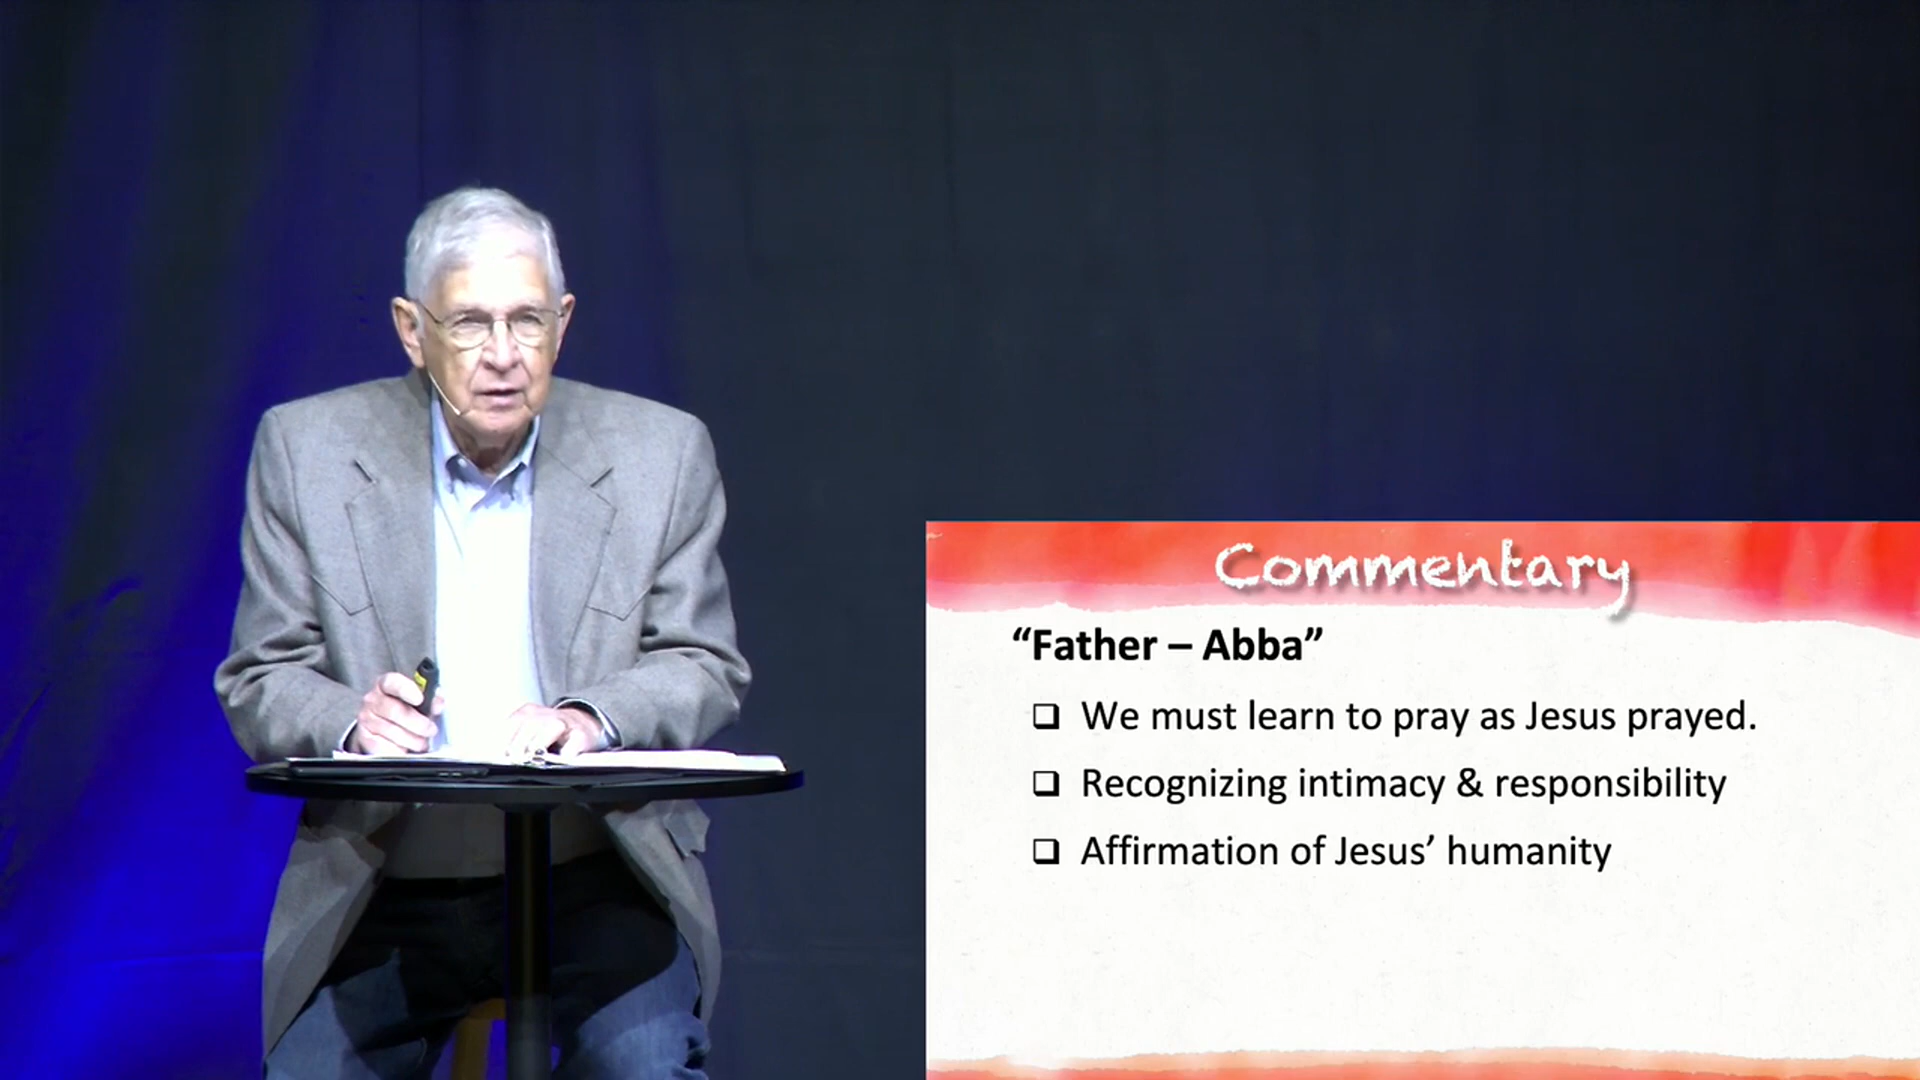 Commentary
“Father – Abba”
We must learn to pray as Jesus prayed.
Recognizing intimacy & responsibility
Affirmation of Jesus’ humanity